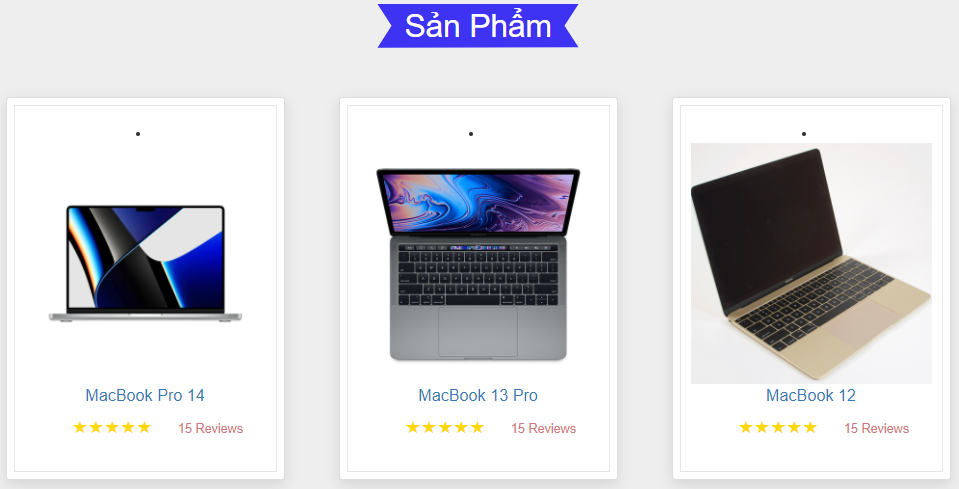 Sản Phẩm
MacBook Pro 14
15 Reviews
MacBook 13 Pro
15 Reviews
MacBook 12
15 Reviews